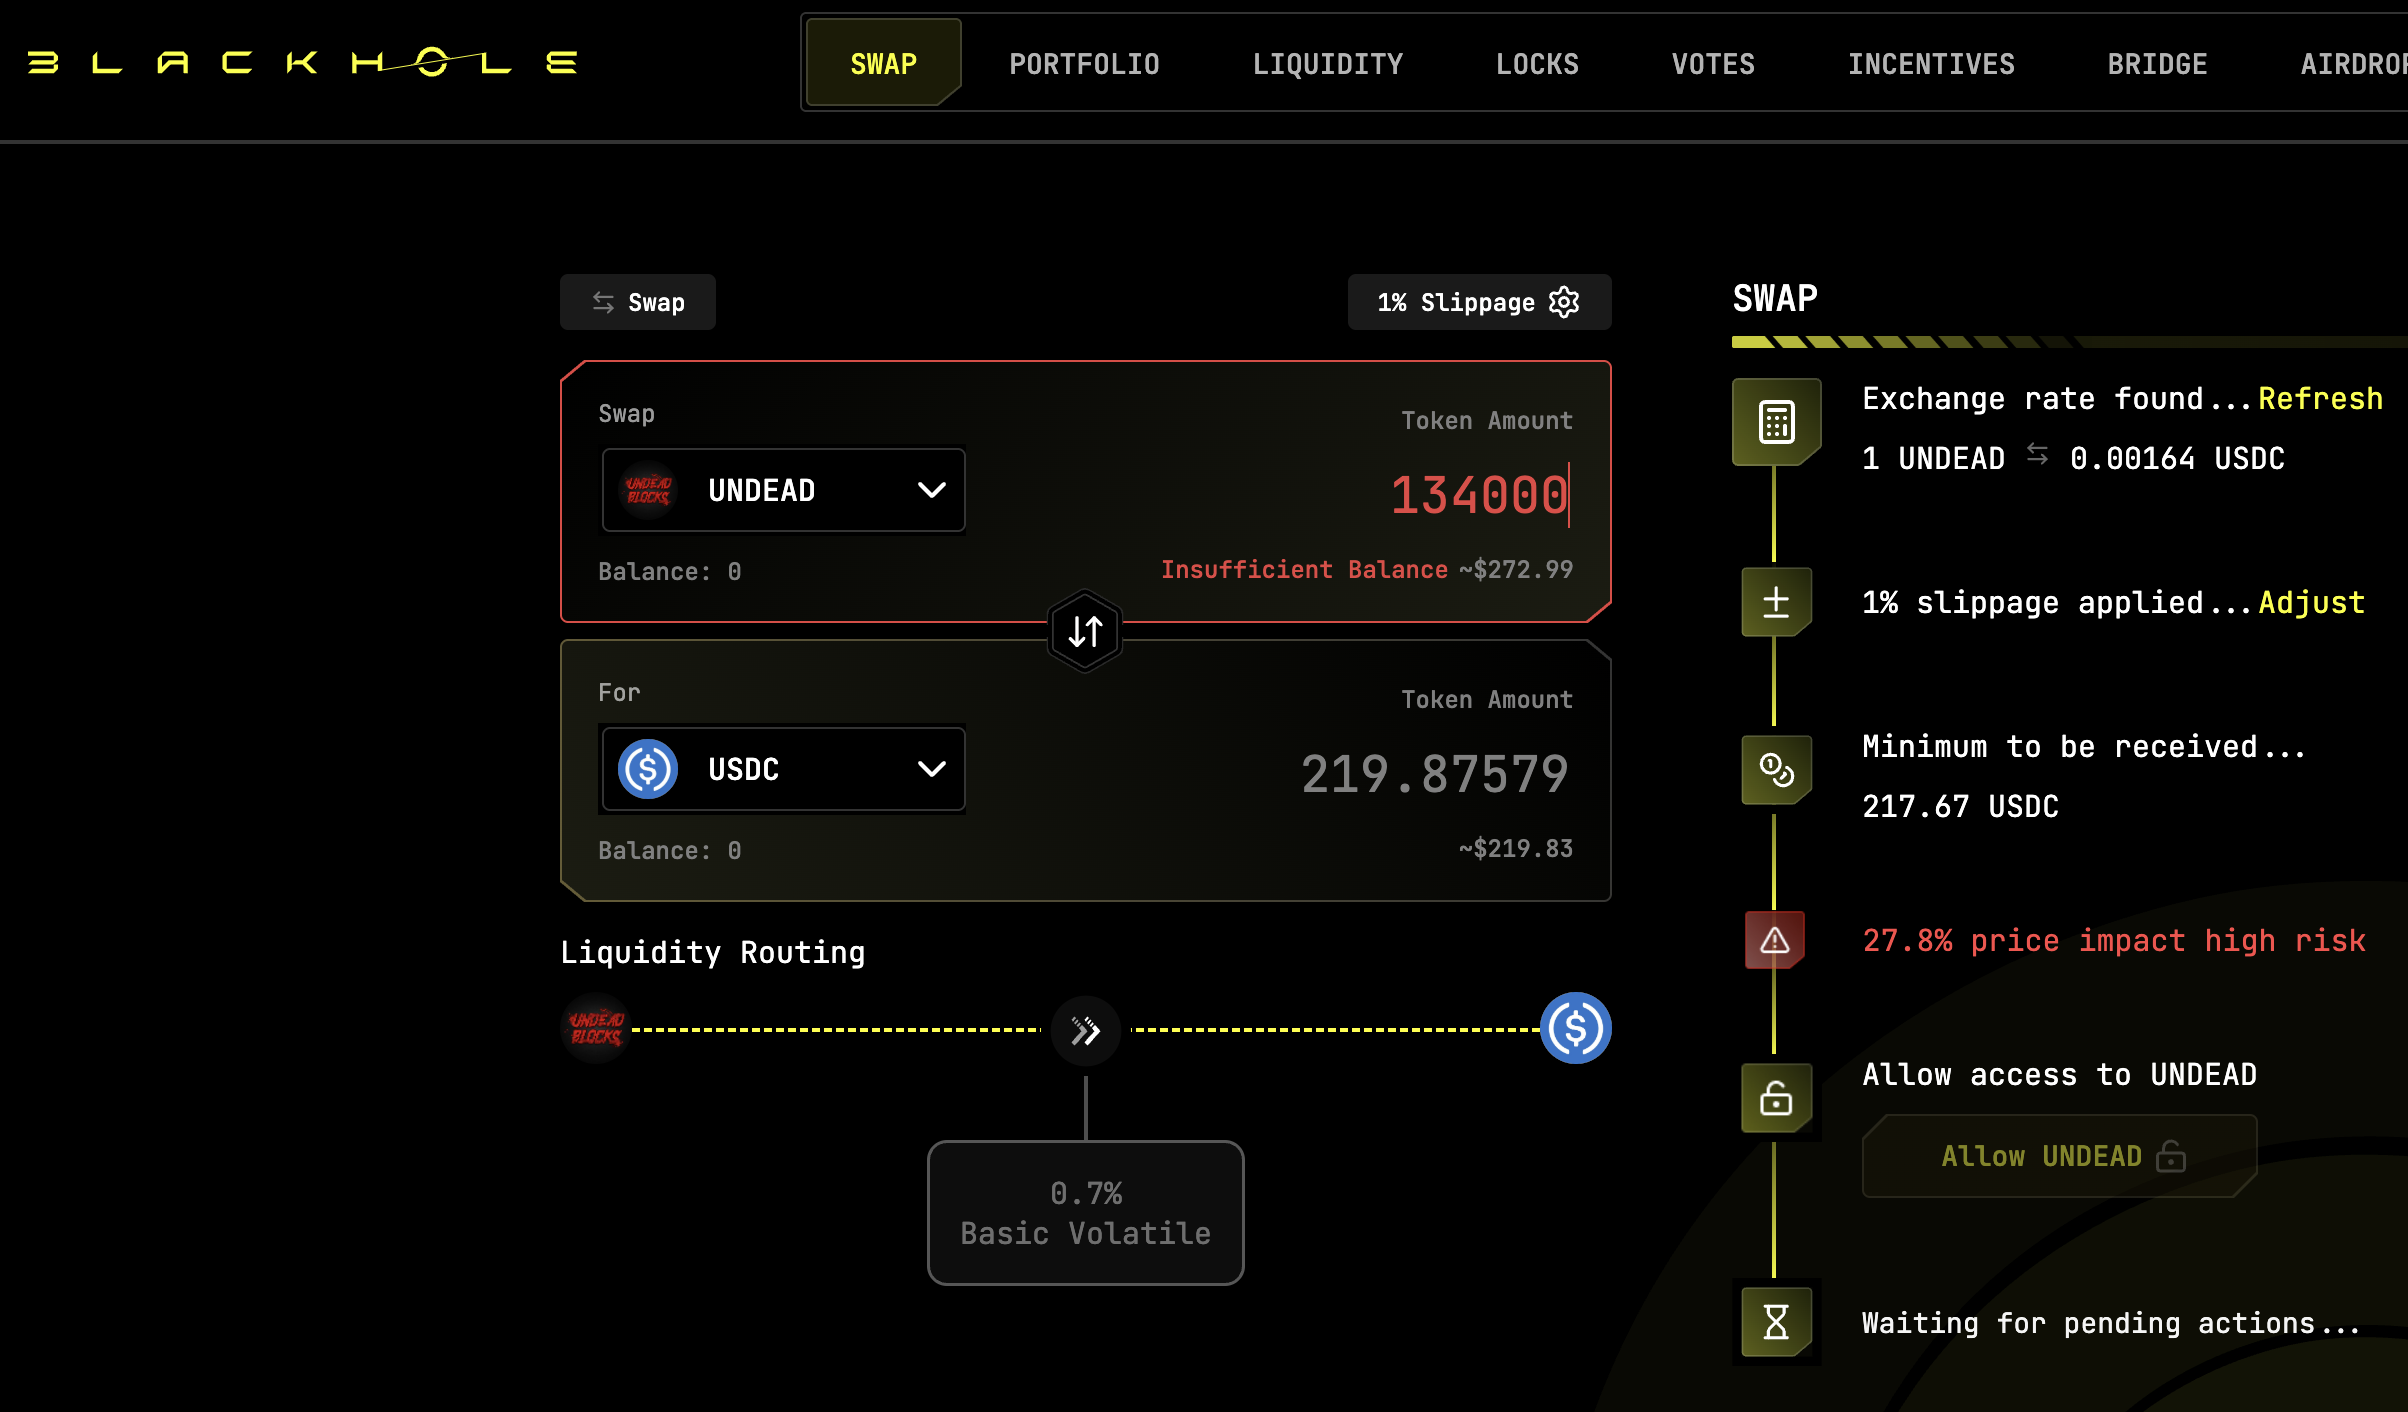 BLACKHOLE
SWAP PORTFOLIO LIQUIDITY LOCKS VOTES INCENTIVES BRIDGE AIRDROP
Swap
1% Slippage
Swap
Token Amount
UNDEAD BLOCKS
UNDEAD
134000
Balance: 0
Insufficient Balance ~$272.99
For
Token Amount
USDC
219.87579
Balance: 0
~$219.83
Liquidity Routing
UNDEAD BLOCKS
0.7%
Basic Volatile
SWAP
Exchange rate found...Refresh
1 UNDEAD ⇆ 0.00164 USDC
1% slippage applied...Adjust
Minimum to be received...
217.67 USDC
27.8% price impact high risk
Allow access to UNDEAD
Allow UNDEAD
Waiting for pending actions...